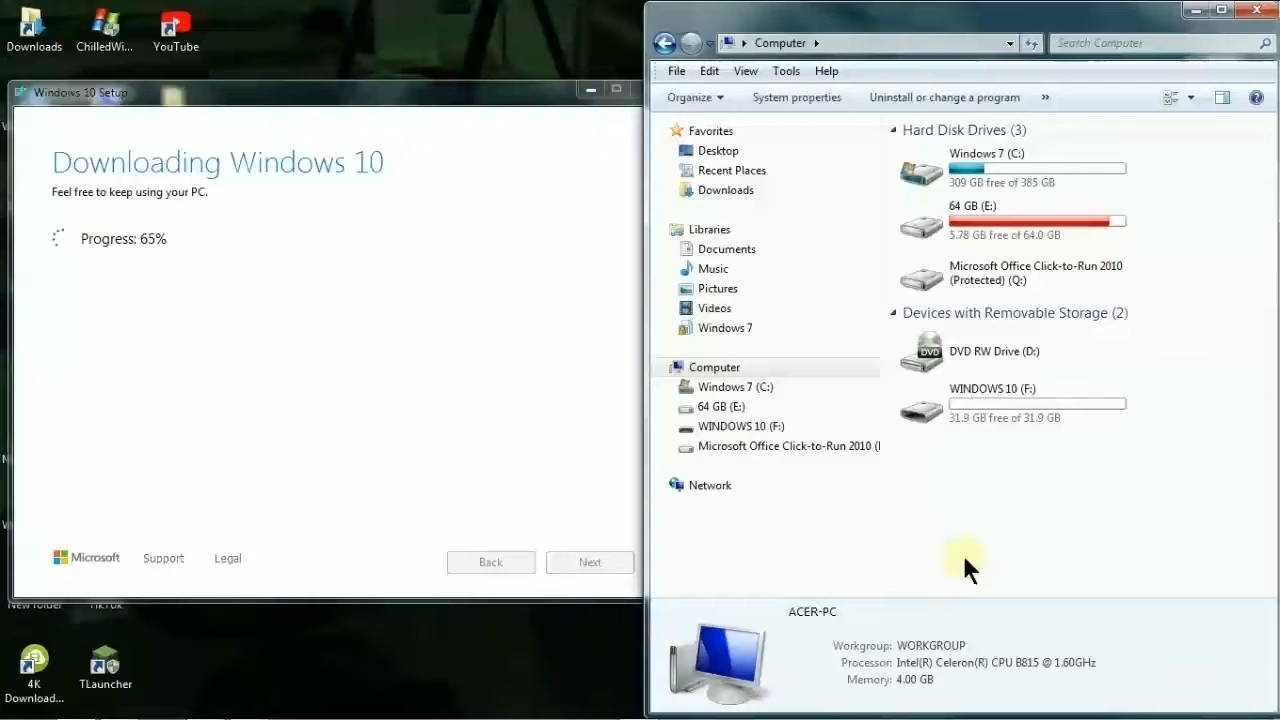 Downloads
ChilledWi...
YouTube
Windows 10 Setup
Downloading Windows 10
Feel free to keep using your PC.
Progress: 65%
Microsoft
Support
Legal
Back
Next
New folder
TikTok
4K
Download...
TLauncher
Computer
Search Computer
File
Edit
View
Tools
Help
Organize
System properties
Uninstall or change a program
»
Favorites
Desktop
Recent Places
Downloads
Libraries
Documents
Music
Pictures
Videos
Windows 7
Computer
Windows 7 (C:)
64 GB (E:)
WINDOWS 10 (F:)
Microsoft Office Click-to-Run 2010 (
Network
Hard Disk Drives (3)
Windows 7 (C:)
309 GB free of 385 GB
64 GB (E:)
5.78 GB free of 64.0 GB
Microsoft Office Click-to-Run 2010
(Protected) (Q:)
Devices with Removable Storage (2)
DVD
DVD RW Drive (D:)
WINDOWS 10 (F:)
31.9 GB free of 31.9 GB
ACER-PC
Workgroup: WORKGROUP
Processor: Intel(R) Celeron(R) CPU B815 @ 1.60GHz
Memory: 4.00 GB